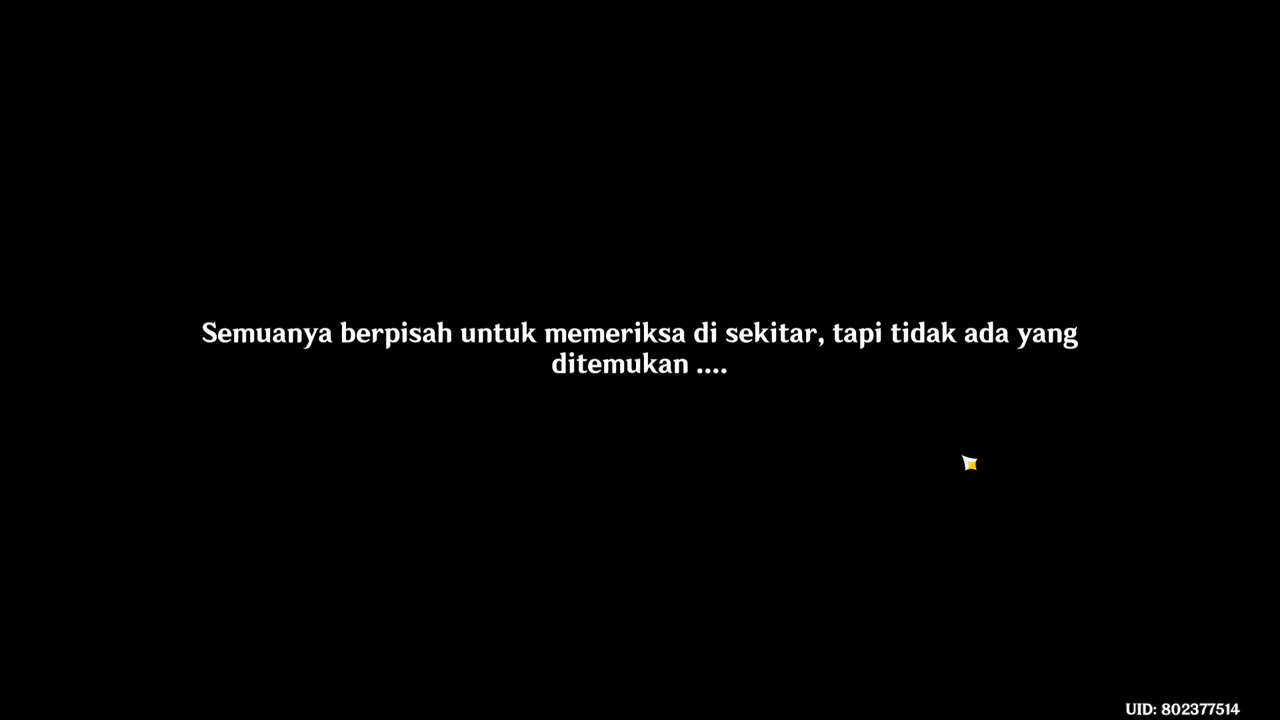 Semuanya berpisah untuk memeriksa di sekitar, tapi tidak ada yang
ditemukan ....
UID: 802377514